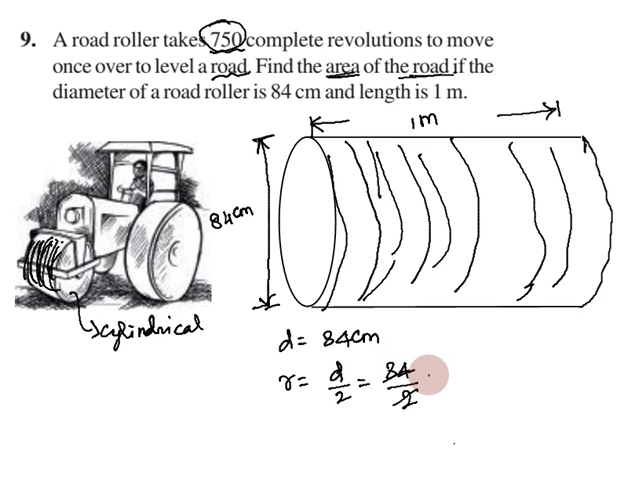 9. A road roller takes 750 complete revolutions to move
once over to level a road. Find the area of the road if the
diameter of a road roller is 84 cm and length is 1 m.
1m
84cm
cylindrical
d = 84cm
r = d/2 = 84/2